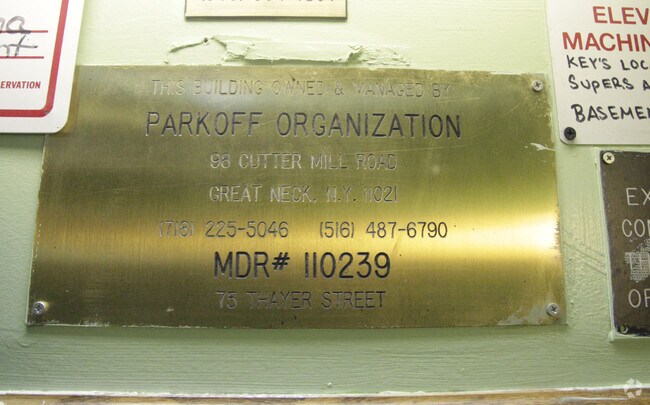 THIS BUILDING OWNED & MANAGED BY
PARKOFF ORGANIZATION
98 CUTTER MILL ROAD
GREAT NECK, N.Y. 11021
(718) 225-5046 (516) 487-6790
MDR# 110239
75 THAYER STREET
ELEV
MACHIN
KEY'S LOC
SUPERS A
BASEMEN
EX
CO
OF
SERVATION